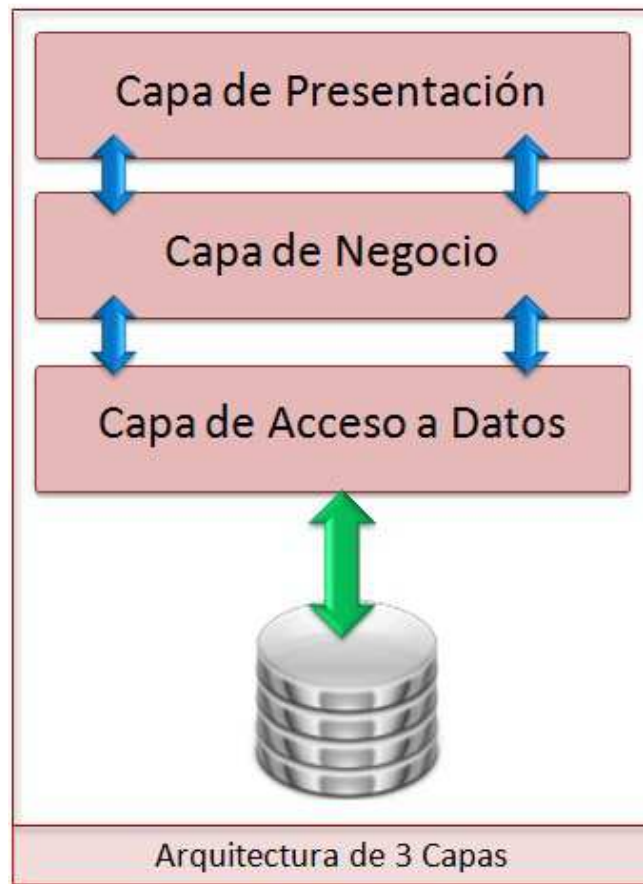 Capa de Presentación
Capa de Negocio
Capa de Acceso a Datos
Arquitectura de 3 Capas